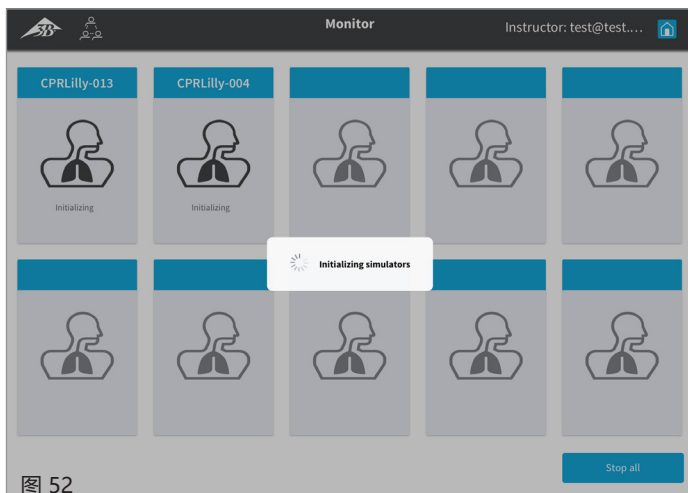 3B
Monitor
Instructor: test@test....
CPRLilly-013
CPRLilly-004
Initializing
Initializing
Initializing simulators
Stop all
图 52